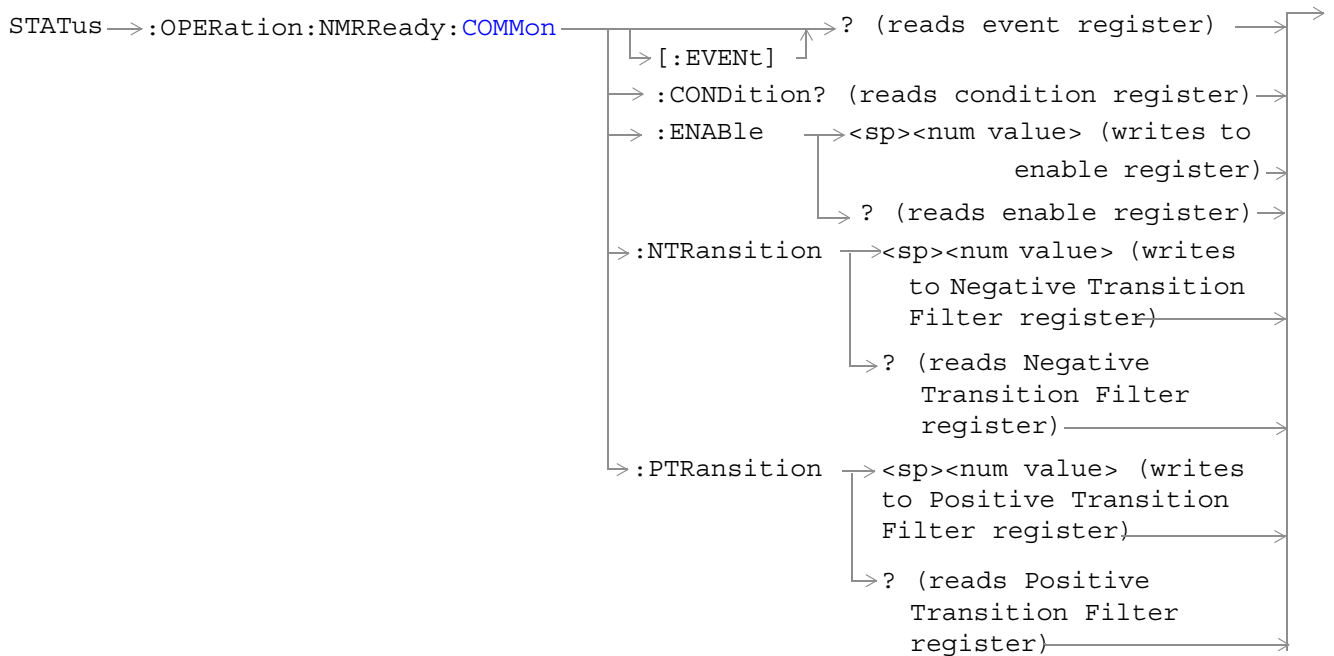 STATus :OPERation:NMRReady:COMMon ? (reads event register)
[:EVENt]
:CONDition? (reads condition register)
:ENABle <sp><num value> (writes to
enable register)
? (reads enable register)
:NTRansition <sp><num value> (writes
to Negative Transition
Filter register)
? (reads Negative
Transition Filter
register)
:PTRansition <sp><num value> (writes
to Positive Transition
Filter register)
? (reads Positive
Transition Filter
register)